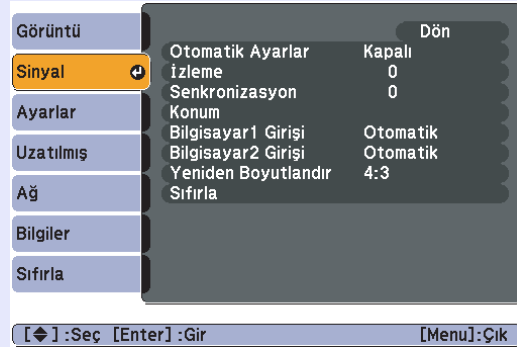 Görüntü
Sinyal
Ayarlar
Uzatılmış
Ağ
Bilgiler
Sıfırla
Dön
Otomatik Ayarlar Kapalı
İzleme 0
Senkronizasyon 0
Konum
Bilgisayar1 Girişi Otomatik
Bilgisayar2 Girişi Otomatik
Yeniden Boyutlandır 4:3
Sıfırla
[◆] :Seç [Enter] :Gir [Menu]:Çık